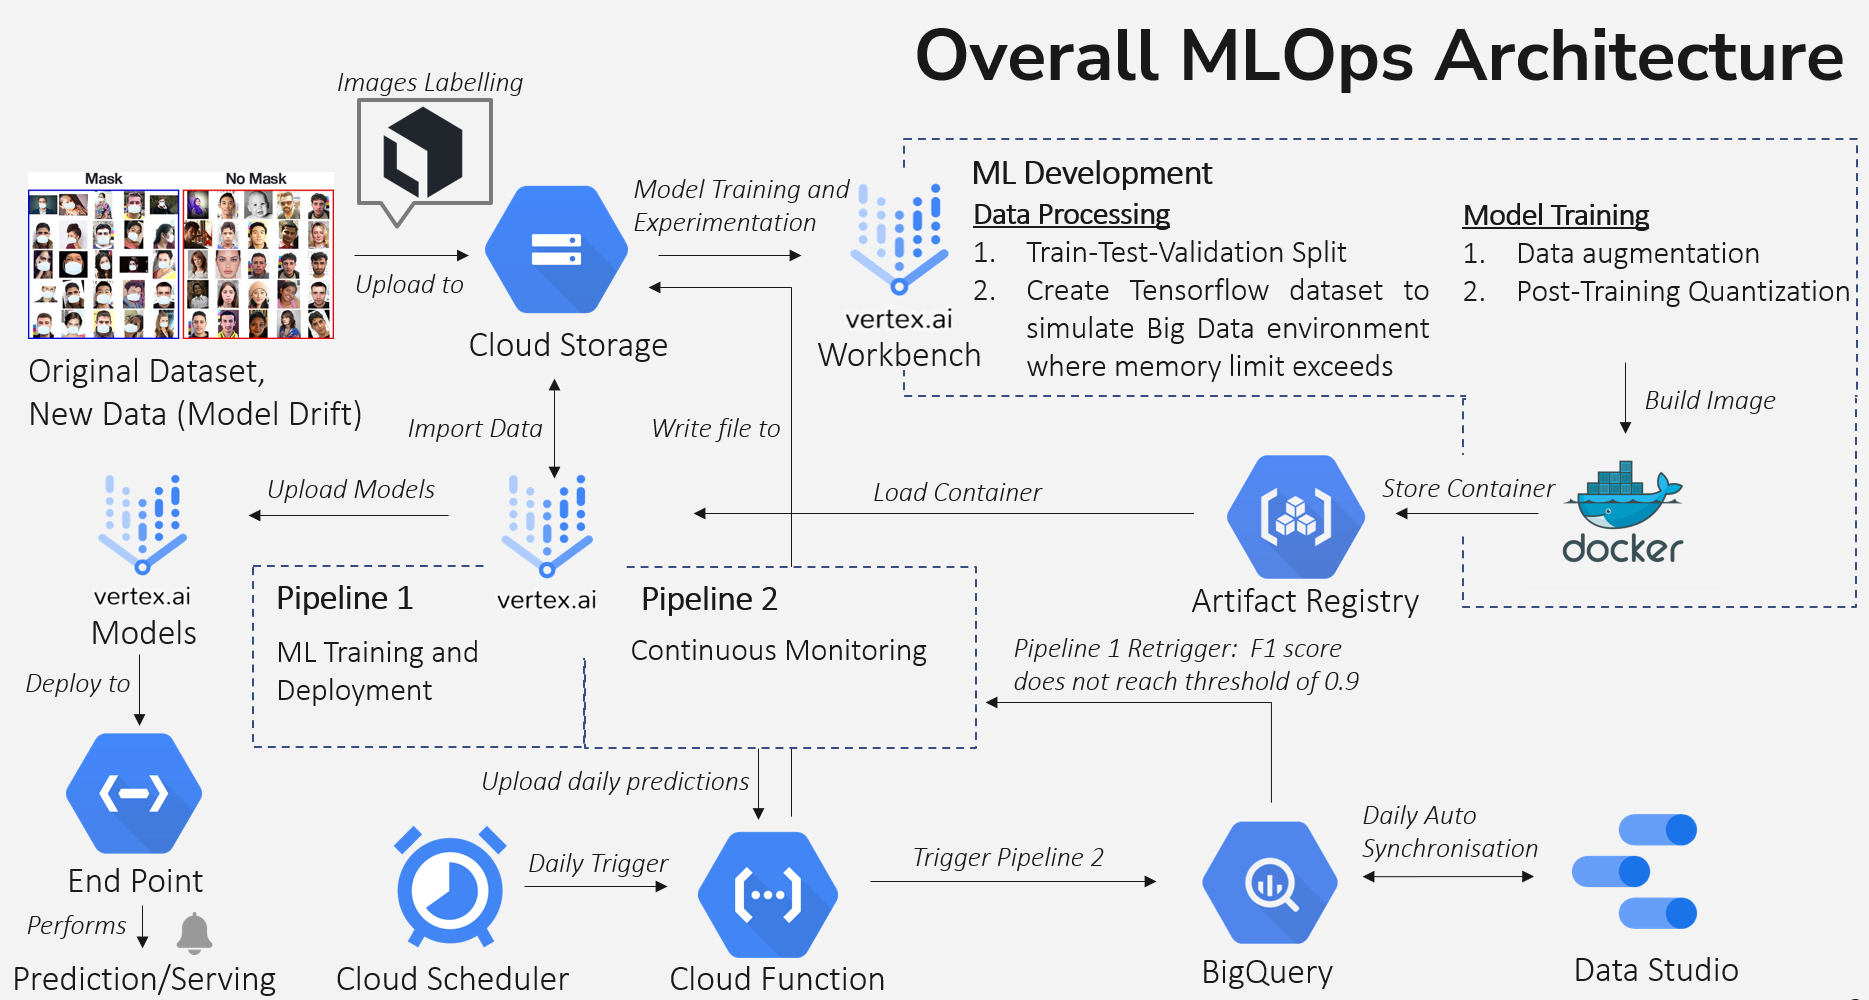 Overall MLOps Architecture
Images Labelling
Mask
No Mask
Upload to
Original Dataset,
New Data (Model Drift)
Cloud Storage
Model Training and
Experimentation
vertex.ai
Workbench
ML Development
Data Processing
1. Train-Test-Validation Split
2. Create Tensorflow dataset to
simulate Big Data environment
where memory limit exceeds
Model Training
1. Data augmentation
2. Post-Training Quantization
Build Image
Import Data
Write file to
Upload Models
Load Container
Store Container
docker
Artifact Registry
vertex.ai
Models
Pipeline 1
ML Training and
Deployment
vertex.ai
Pipeline 2
Continuous Monitoring
Pipeline 1 Retrigger: F1 score
does not reach threshold of 0.9
Deploy to
End Point
Performs
Prediction/Serving
Upload daily predictions
Cloud Scheduler
Daily Trigger
Cloud Function
Trigger Pipeline 2
BigQuery
Daily Auto
Synchronisation
Data Studio